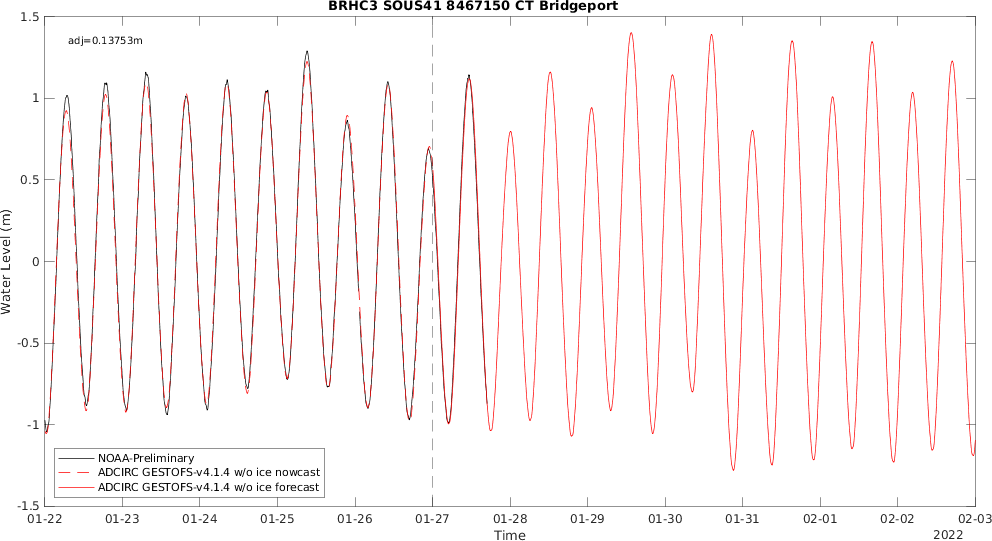 BRHC3 SOUS41 8467150 CT Bridgeport
adj=0.13753m
1.5
1
0.5
0
-0.5
-1
-1.5
Water Level (m)
NOAA-Preliminary
ADCIRC GESTOFS-v4.1.4 w/o ice nowcast
ADCIRC GESTOFS-v4.1.4 w/o ice forecast
01-22 01-23 01-24 01-25 01-26 01-27 01-28 01-29 01-30 01-31 02-01 02-02 02-03
Time
2022